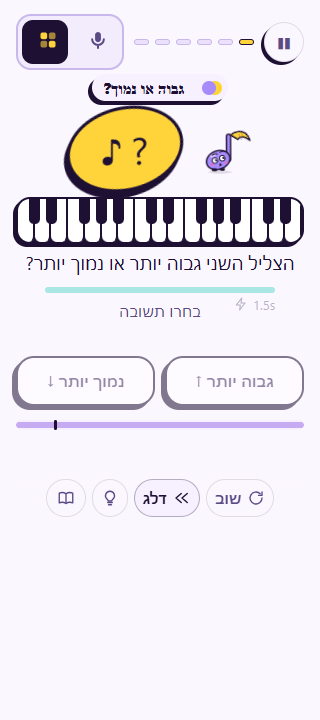 גבוה או נמוך?
♪ ?
הצליל השני גבוה יותר או נמוך יותר?
1.5s
בחרו תשובה
גבוה יותר ↑
נמוך יותר ↓
שוב
דלג